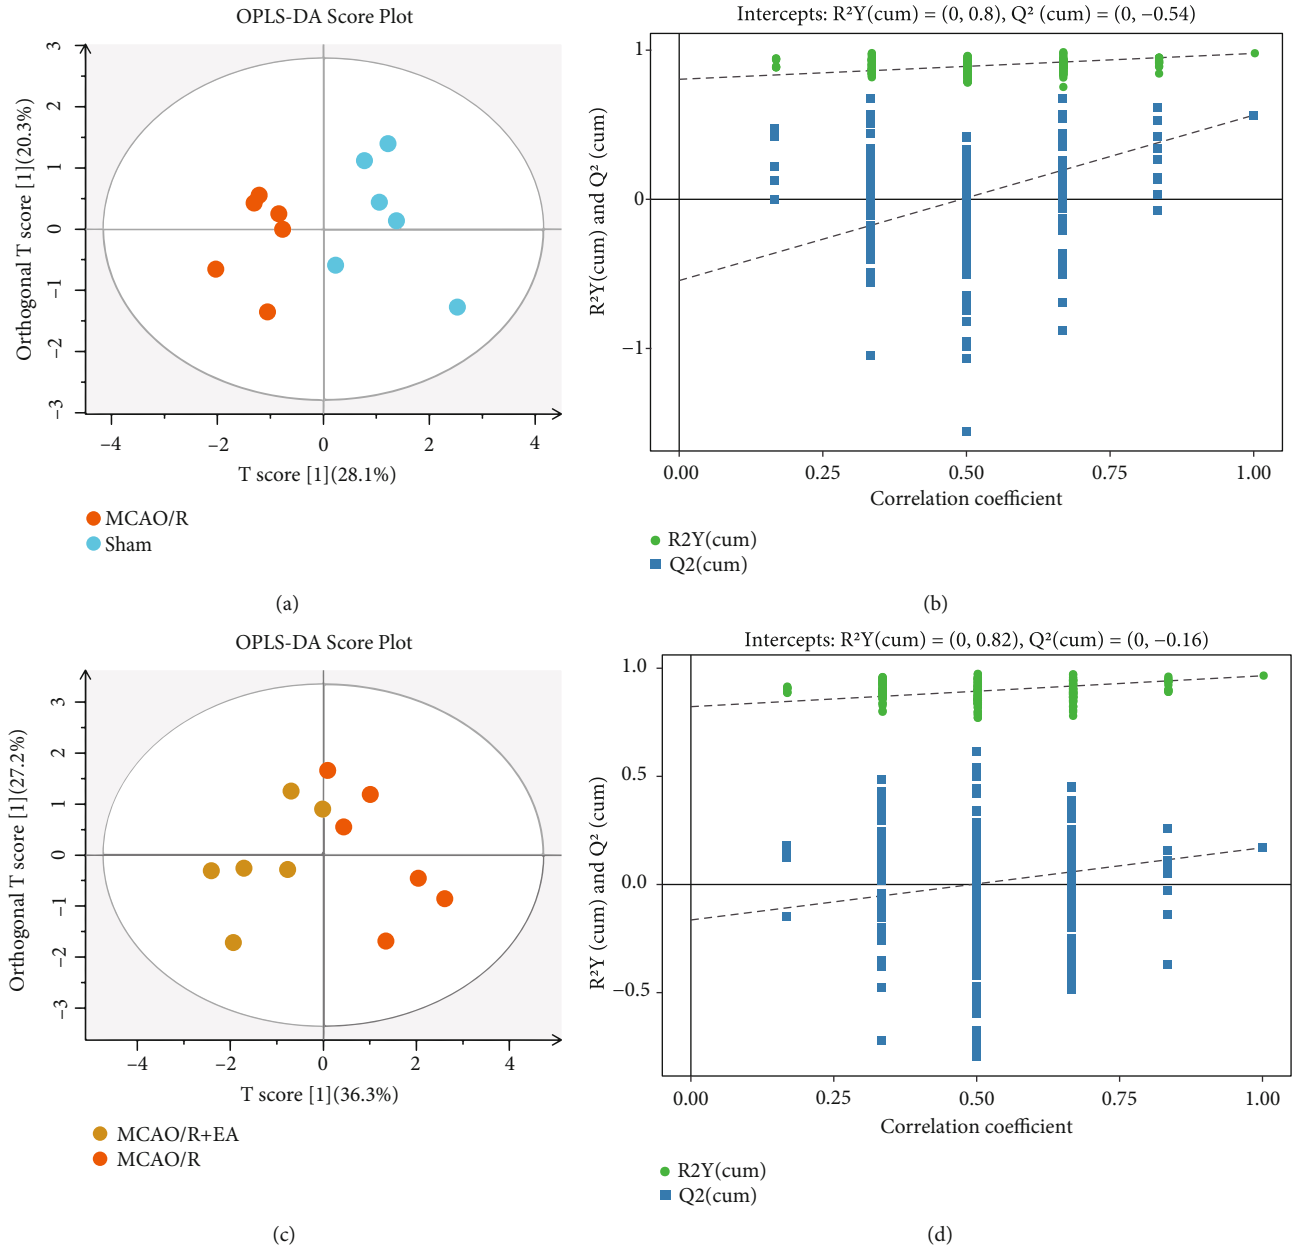 OPLS-DA Score Plot
Orthogonal T score [1](20.3%)
3
2
1
0
−1
−2
−3
−4
−2
0
2
4
T score [1](28.1%)
MCAO/R
Sham
(a)
Intercepts: R²Y(cum) = (0, 0.8), Q² (cum) = (0, −0.54)
R²Y(cum) and Q² (cum)
1
0
−1
0.00
0.25
0.50
0.75
1.00
Correlation coefficient
R2Y(cum)
Q2(cum)
(b)
OPLS-DA Score Plot
Orthogonal T score [1](27.2%)
3
2
1
0
−1
−2
−3
−4
−2
0
2
4
T score [1](36.3%)
MCAO/R+EA
MCAO/R
(c)
Intercepts: R²Y(cum) = (0, 0.82), Q²(cum) = (0, −0.16)
R²Y (cum) and Q² (cum)
1.0
0.5
0.0
−0.5
0.00
0.25
0.50
0.75
1.00
Correlation coefficient
R2Y(cum)
Q2(cum)
(d)